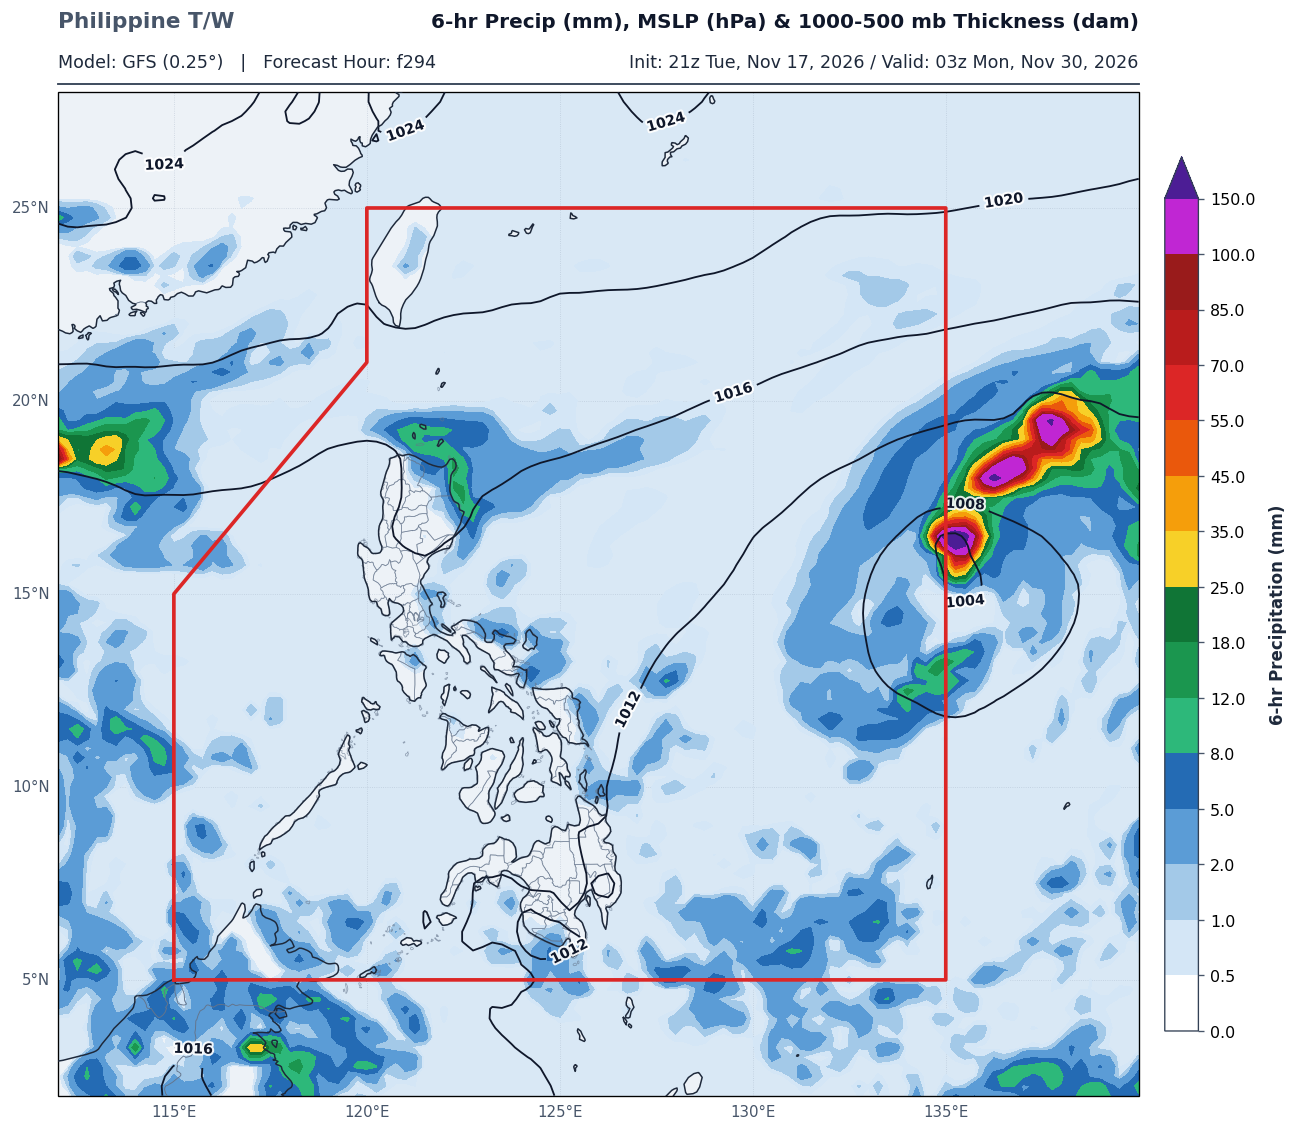 Philippine T/W
6-hr Precip (mm), MSLP (hPa) & 1000-500 mb Thickness (dam)
Model: GFS (0.25°) | Forecast Hour: f294
Init: 21z Tue, Nov 17, 2026 / Valid: 03z Mon, Nov 30, 2026
1024
1024
1024
1020
1016
1008
1004
1012
1012
1016
25°N
20°N
15°N
10°N
5°N
115°E
120°E
125°E
130°E
135°E
150.0
100.0
85.0
70.0
55.0
45.0
35.0
25.0
18.0
12.0
8.0
5.0
2.0
1.0
0.5
0.0
6-hr Precipitation (mm)